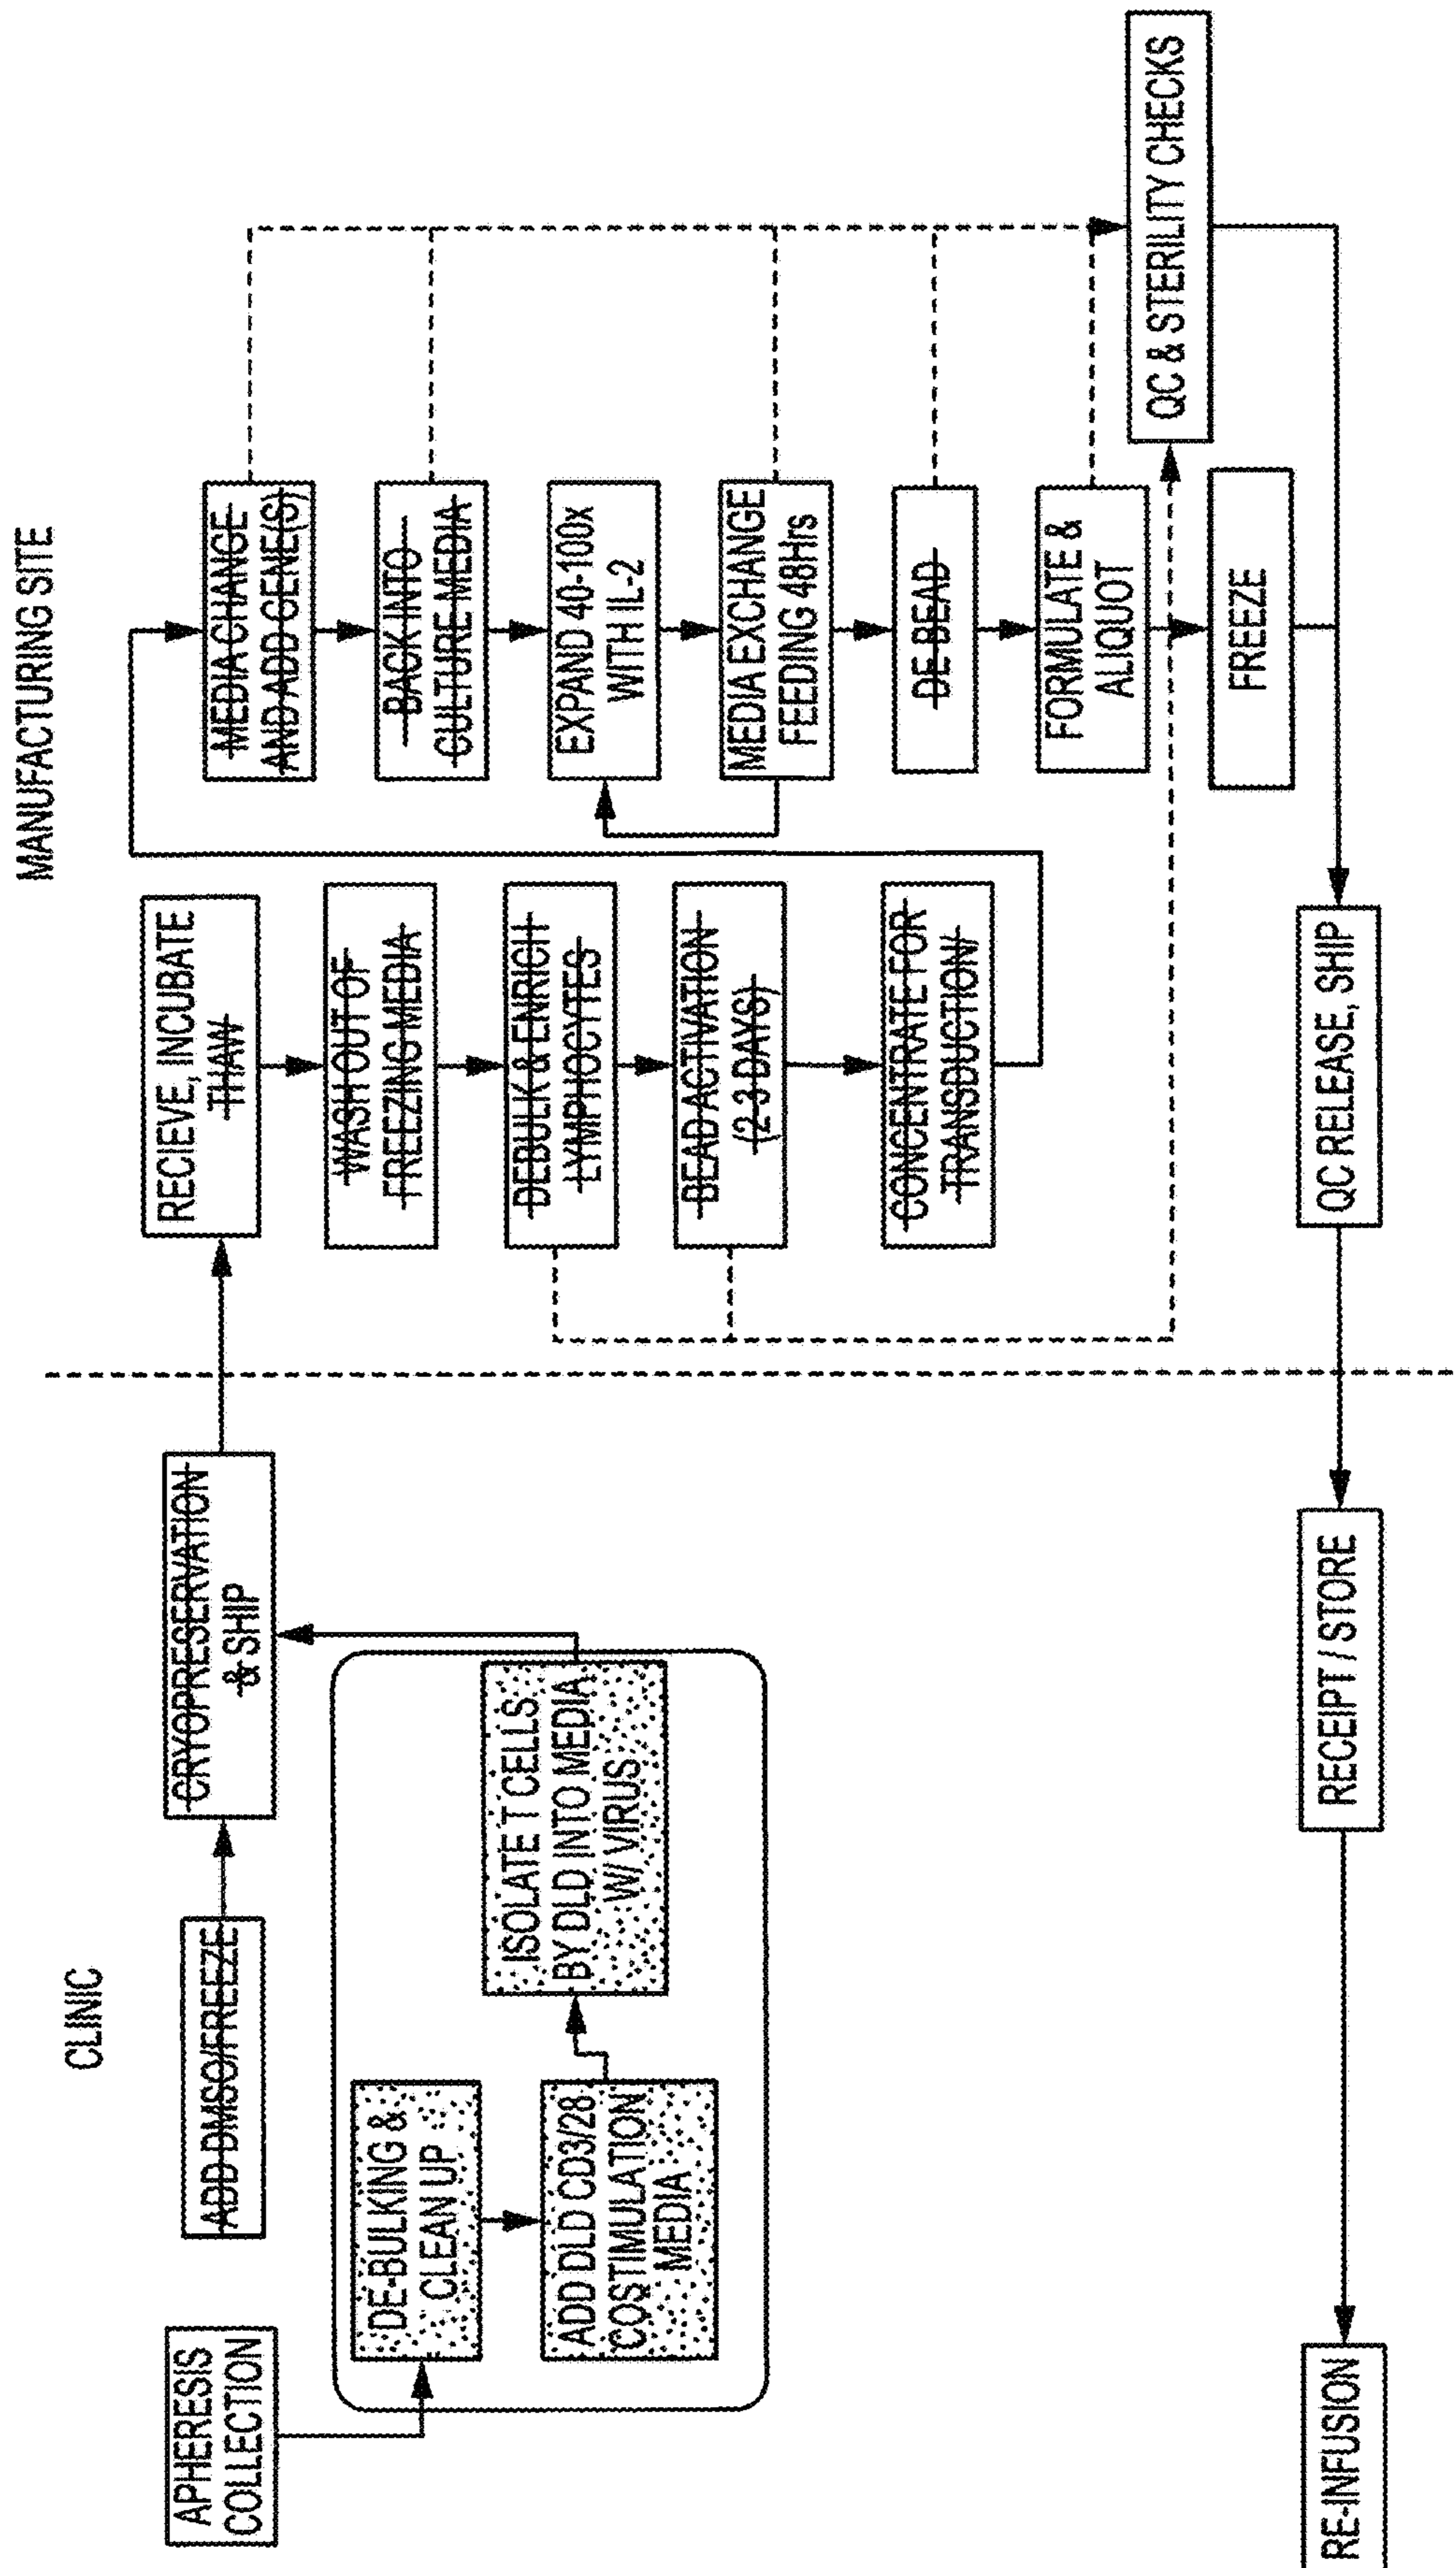 CLINIC
MANUFACTURING SITE
APHERESIS
COLLECTION
ADD DMSO/FREEZE
CRYOPRESERVATION
& SHIP
DE-BULKING &
CLEAN UP
ADD DLD CD3/28
COSTIMULATION
MEDIA
ISOLATE T CELLS
BY DLD INTO MEDIA
W/ VIRUS
RECIEVE, INCUBATE
THAW
WASH OUT OF
FREEZING MEDIA
DEBULK & ENRICH
LYMPHOCYTES
BEAD ACTIVATION
(2-3 DAYS)
CONCENTRATE FOR
TRANSDUCTION/
MEDIA CHANGE
AND ADD GENE(S)
BACK INTO
CULTURE MEDIA
EXPAND 40-100x
WITH IL-2
MEDIA EXCHANGE
FEEDING 48Hrs
DE BEAD
FORMULATE &
ALIQUOT
FREEZE
QC & STERILITY CHECKS
QC RELEASE, SHIP
RECEIPT / STORE
RE-INFUSION